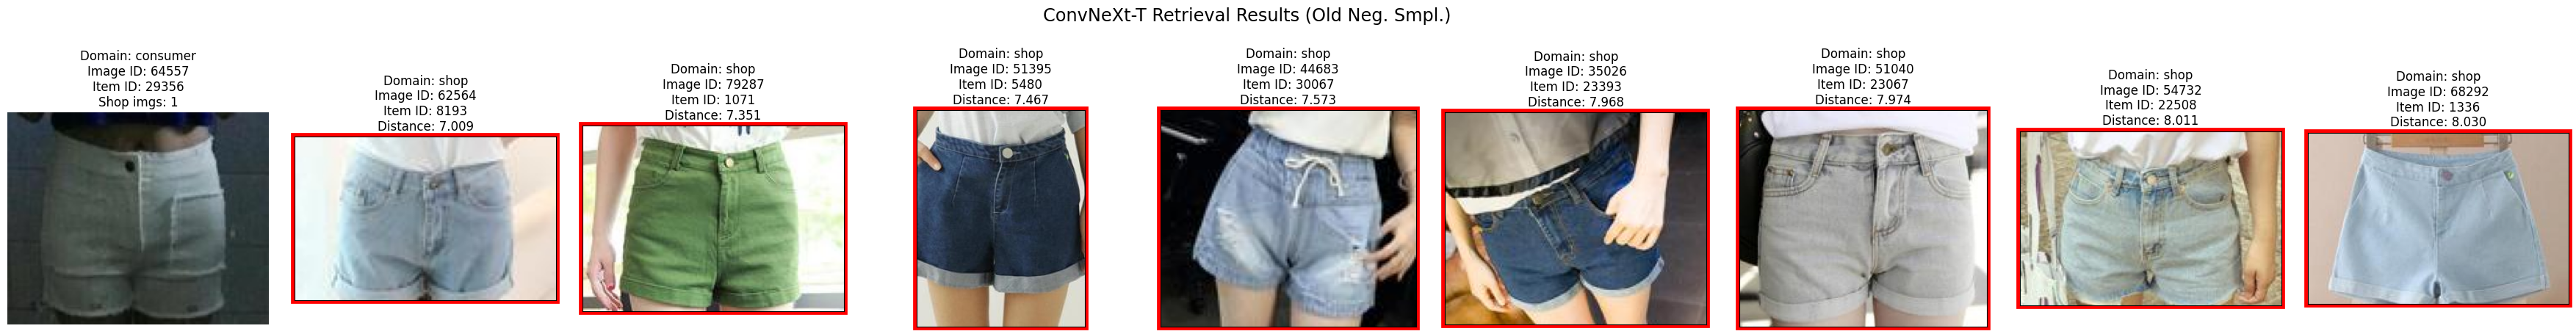 ConvNeXt-T Retrieval Results (Old Neg. Smpl.)
Domain: consumer
Image ID: 64557
Item ID: 29356
Shop imgs: 1
Domain: shop
Image ID: 62564
Item ID: 8193
Distance: 7.009
Domain: shop
Image ID: 79287
Item ID: 1071
Distance: 7.351
Domain: shop
Image ID: 51395
Item ID: 5480
Distance: 7.467
Domain: shop
Image ID: 44683
Item ID: 30067
Distance: 7.573
Domain: shop
Image ID: 35026
Item ID: 23393
Distance: 7.968
Domain: shop
Image ID: 51040
Item ID: 23067
Distance: 7.974
Domain: shop
Image ID: 54732
Item ID: 22508
Distance: 8.011
Domain: shop
Image ID: 68292
Item ID: 1336
Distance: 8.030